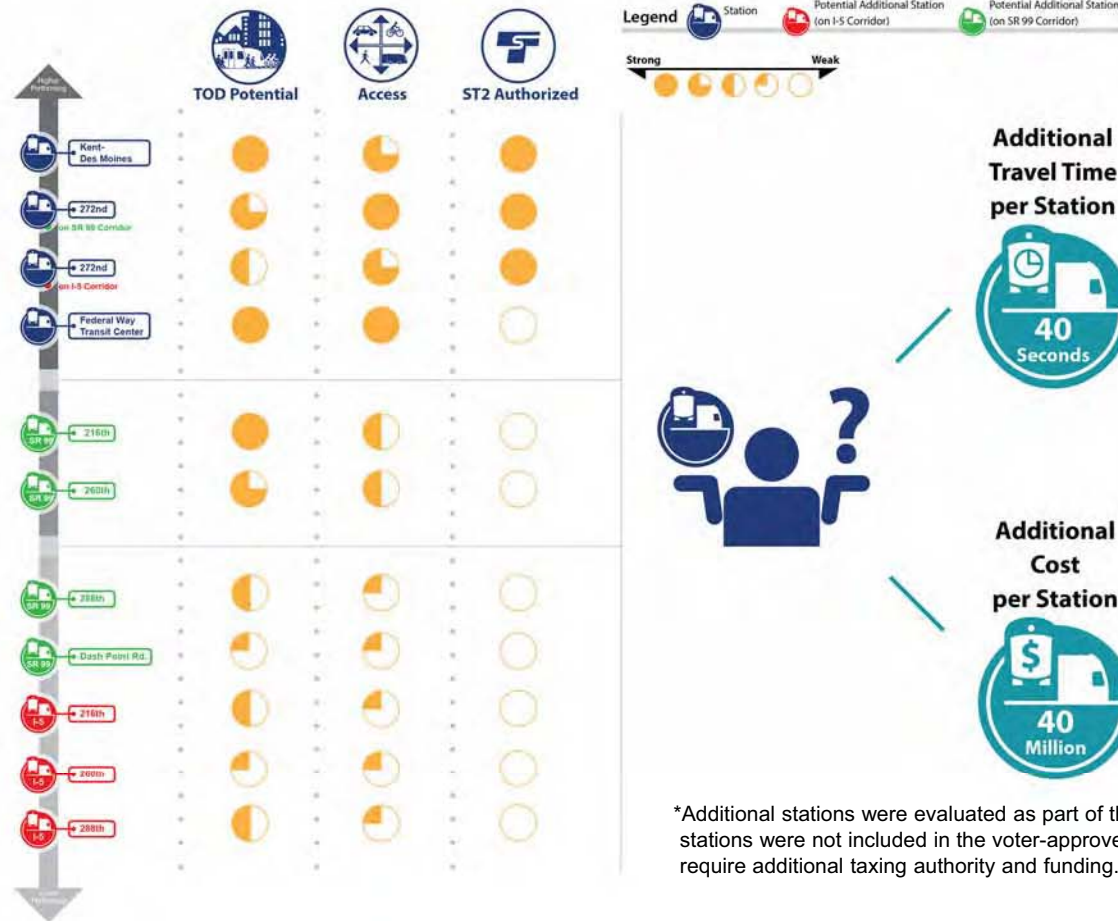 Legend
Station
Potential Additional Station
(on I-5 Corridor)
Potential Additional Station
(on SR 99 Corridor)
Strong
Weak
Higher
Performing
TOD Potential
Access
ST2 Authorized
Kent-
Des Moines
272nd
on SR 99 Corridor
272nd
on I-5 Corridor
Federal Way
Transit Center
SR 99
216th
SR 99
260th
SR 99
288th
SR 99
Dash Point Rd.
I-5
216th
I-5
260th
I-5
288th
Performing
Additional
Travel Time
per Station
40
Seconds
?
Additional
Cost
per Station
$
40
Million
*Additional stations were evaluated as part of
stations were not included in the
require additional taxing authority and funding.